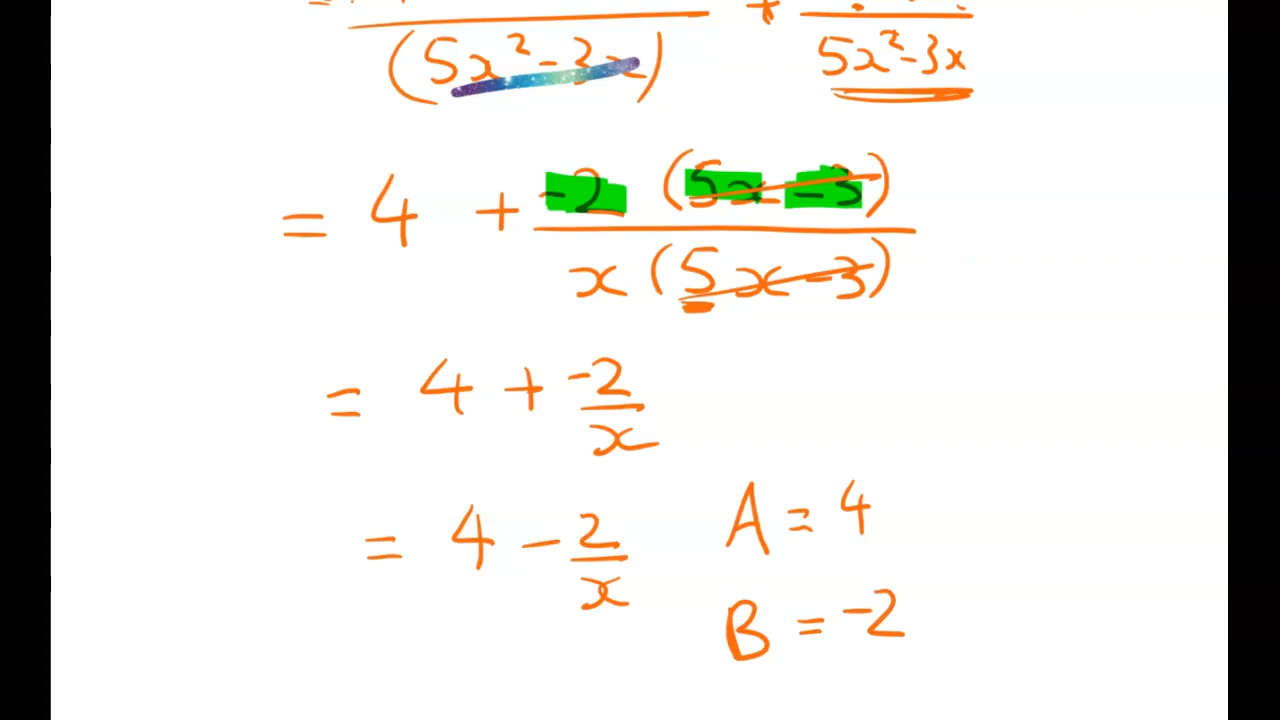 (5x² - 3x) + 5x² - 3x
= 4 + -2 (5x - 3) / x (5x - 3)
= 4 + -2/x
= 4 - 2/x
A = 4
B = -2